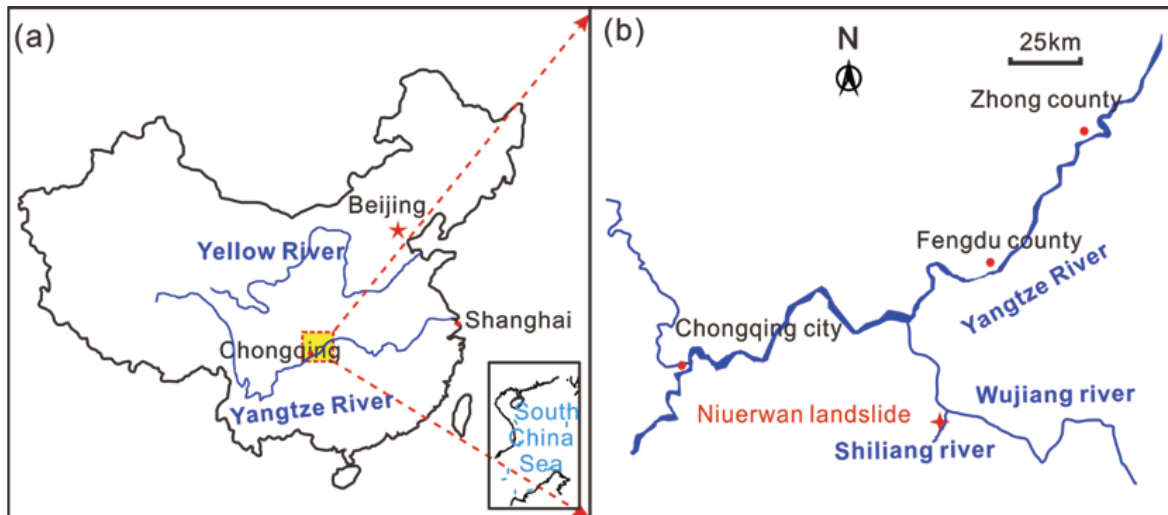 (a)
Beijing
Yellow River
Shanghai
Chongqing
Yangtze River
South
China
Sea
(b)
N
25km
Zhong county
Fengdu county
Yangtze River
Chongqing city
Wujiang river
Niuerwan landslide
Shiliang river